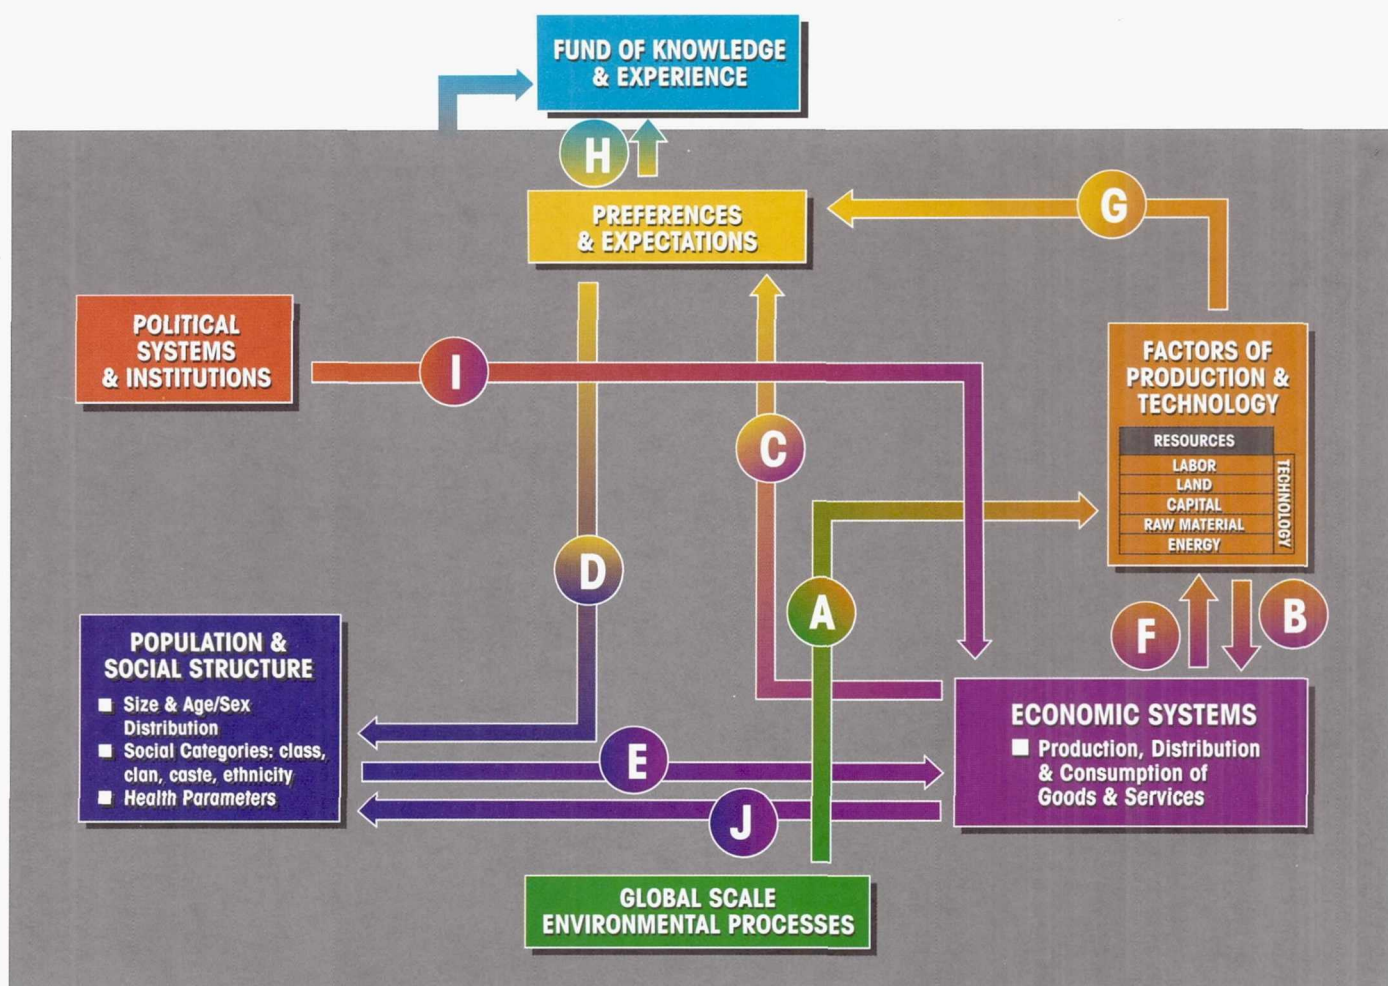 FUND OF KNOWLEDGE
& EXPERIENCE
H
PREFERENCES
& EXPECTATIONS
G
POLITICAL
SYSTEMS
& INSTITUTIONS
I
FACTORS OF
PRODUCTION &
TECHNOLOGY
RESOURCES
LABOR
LAND
CAPITAL
RAW MATERIAL
ENERGY
TECHNOLOGY
C
D
A
F
B
POPULATION &
SOCIAL STRUCTURE
Size & Age/Sex
Distribution
Social Categories: class,
clan, caste, ethnicity
Health Parameters
E
J
ECONOMIC SYSTEMS
Production, Distribution
& Consumption of
Goods & Services
GLOBAL SCALE
ENVIRONMENTAL PROCESSES